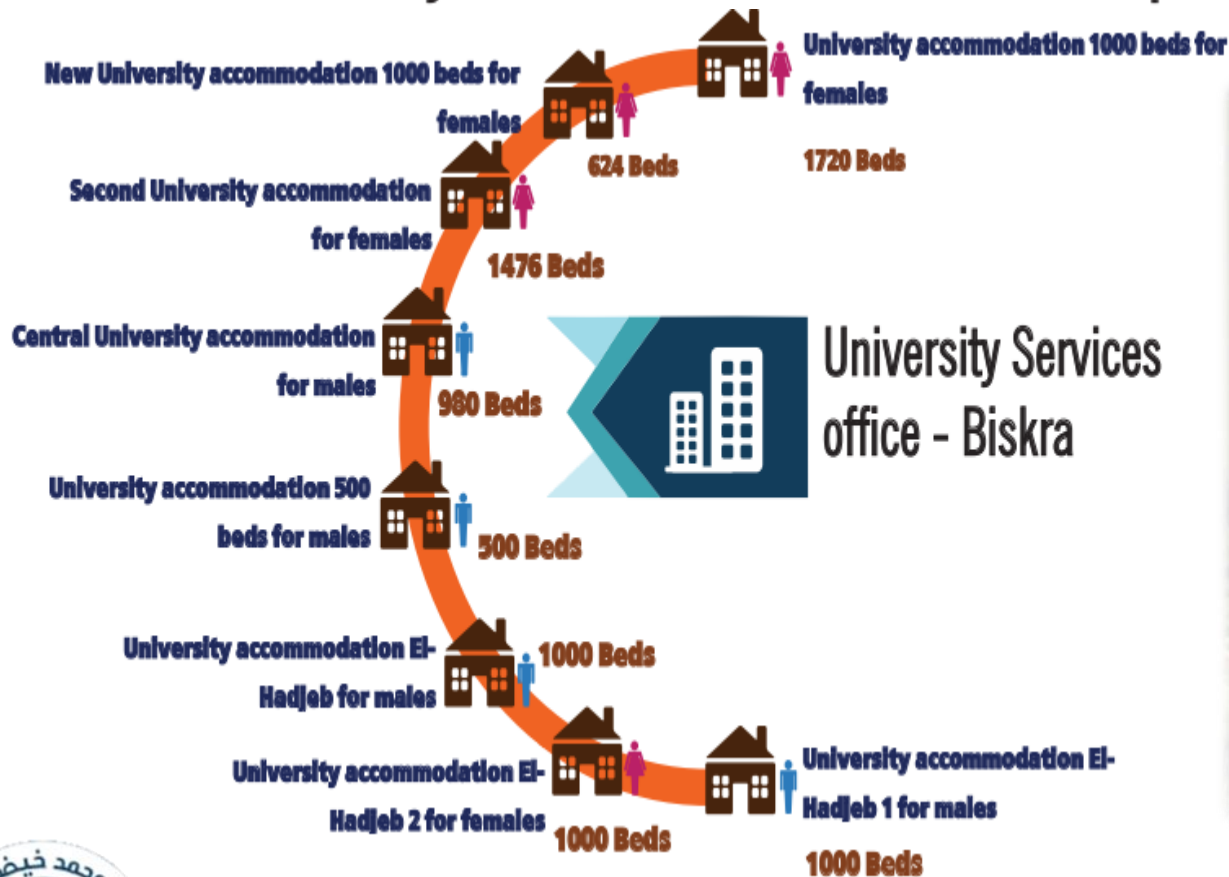 University accommodation 1000 beds for
females
1720 Beds
New University accommodation 1000 beds for
females
624 Beds
Second University accommodation
for females
1476 Beds
Central University accommodation
for males
980 Beds
University Services
office - Biskra
University accommodation 500
beds for males
500 Beds
University accommodation El-
Hadjeb for males
1000 Beds
University accommodation El-
Hadjeb 2 for females
1000 Beds
University accommodation El-
Hadjeb 1 for males
1000 Beds
محمد